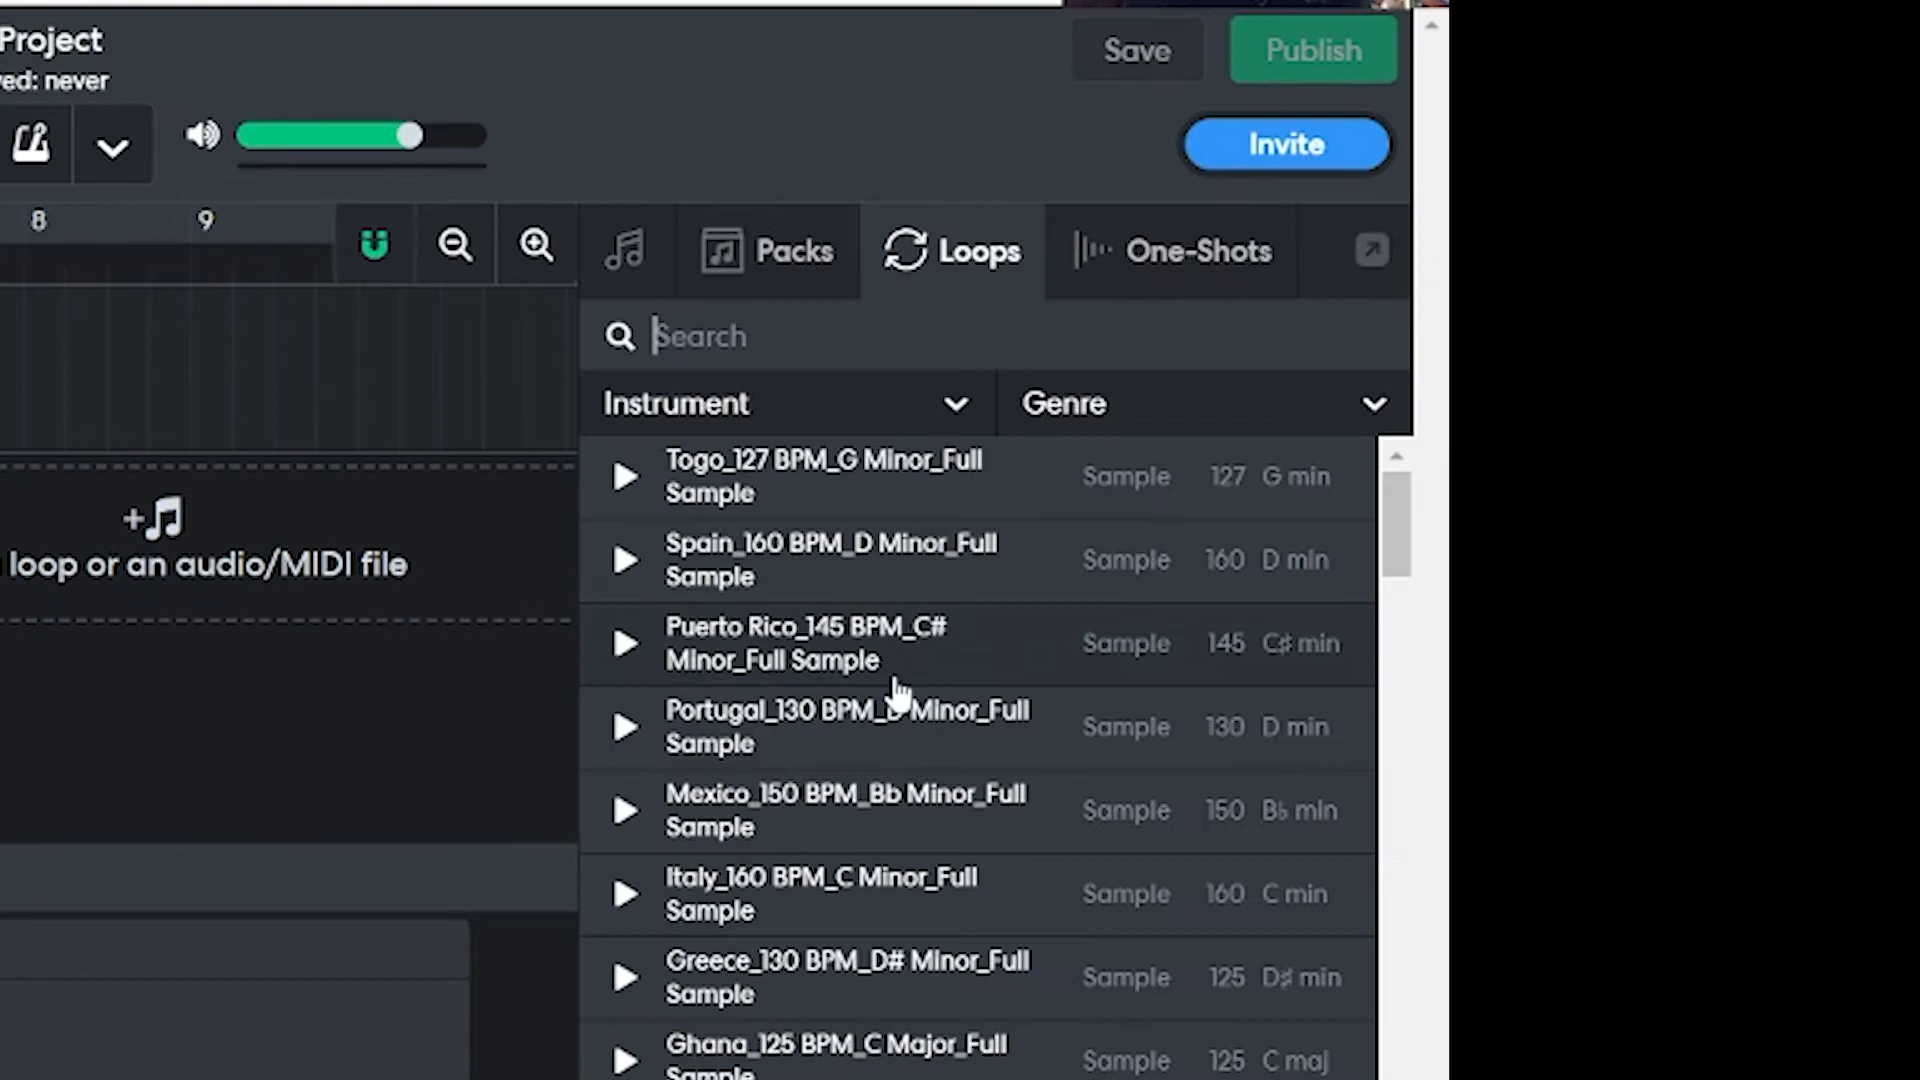 Project
ved: never
Save
Publish
Invite
8
9
Packs
Loops
One-Shots
Search
Instrument
Genre
Togo_127 BPM_G Minor_Full
Sample
Sample 127 G min
Spain_160 BPM_D Minor_Full
Sample
Sample 160 D min
Puerto Rico_145 BPM_C#
Minor_Full Sample
Sample 145 C♯ min
Portugal_130 BPM_D Minor_Full
Sample
Sample 130 D min
Mexico_150 BPM_Bb Minor_Full
Sample
Sample 150 B♭ min
Italy_160 BPM_C Minor_Full
Sample
Sample 160 C min
Greece_130 BPM_D# Minor_Full
Sample
Sample 125 D♯ min
Ghana_125 BPM_C Major_Full
Sample
Sample 125 C maj
loop or an audio/MIDI file